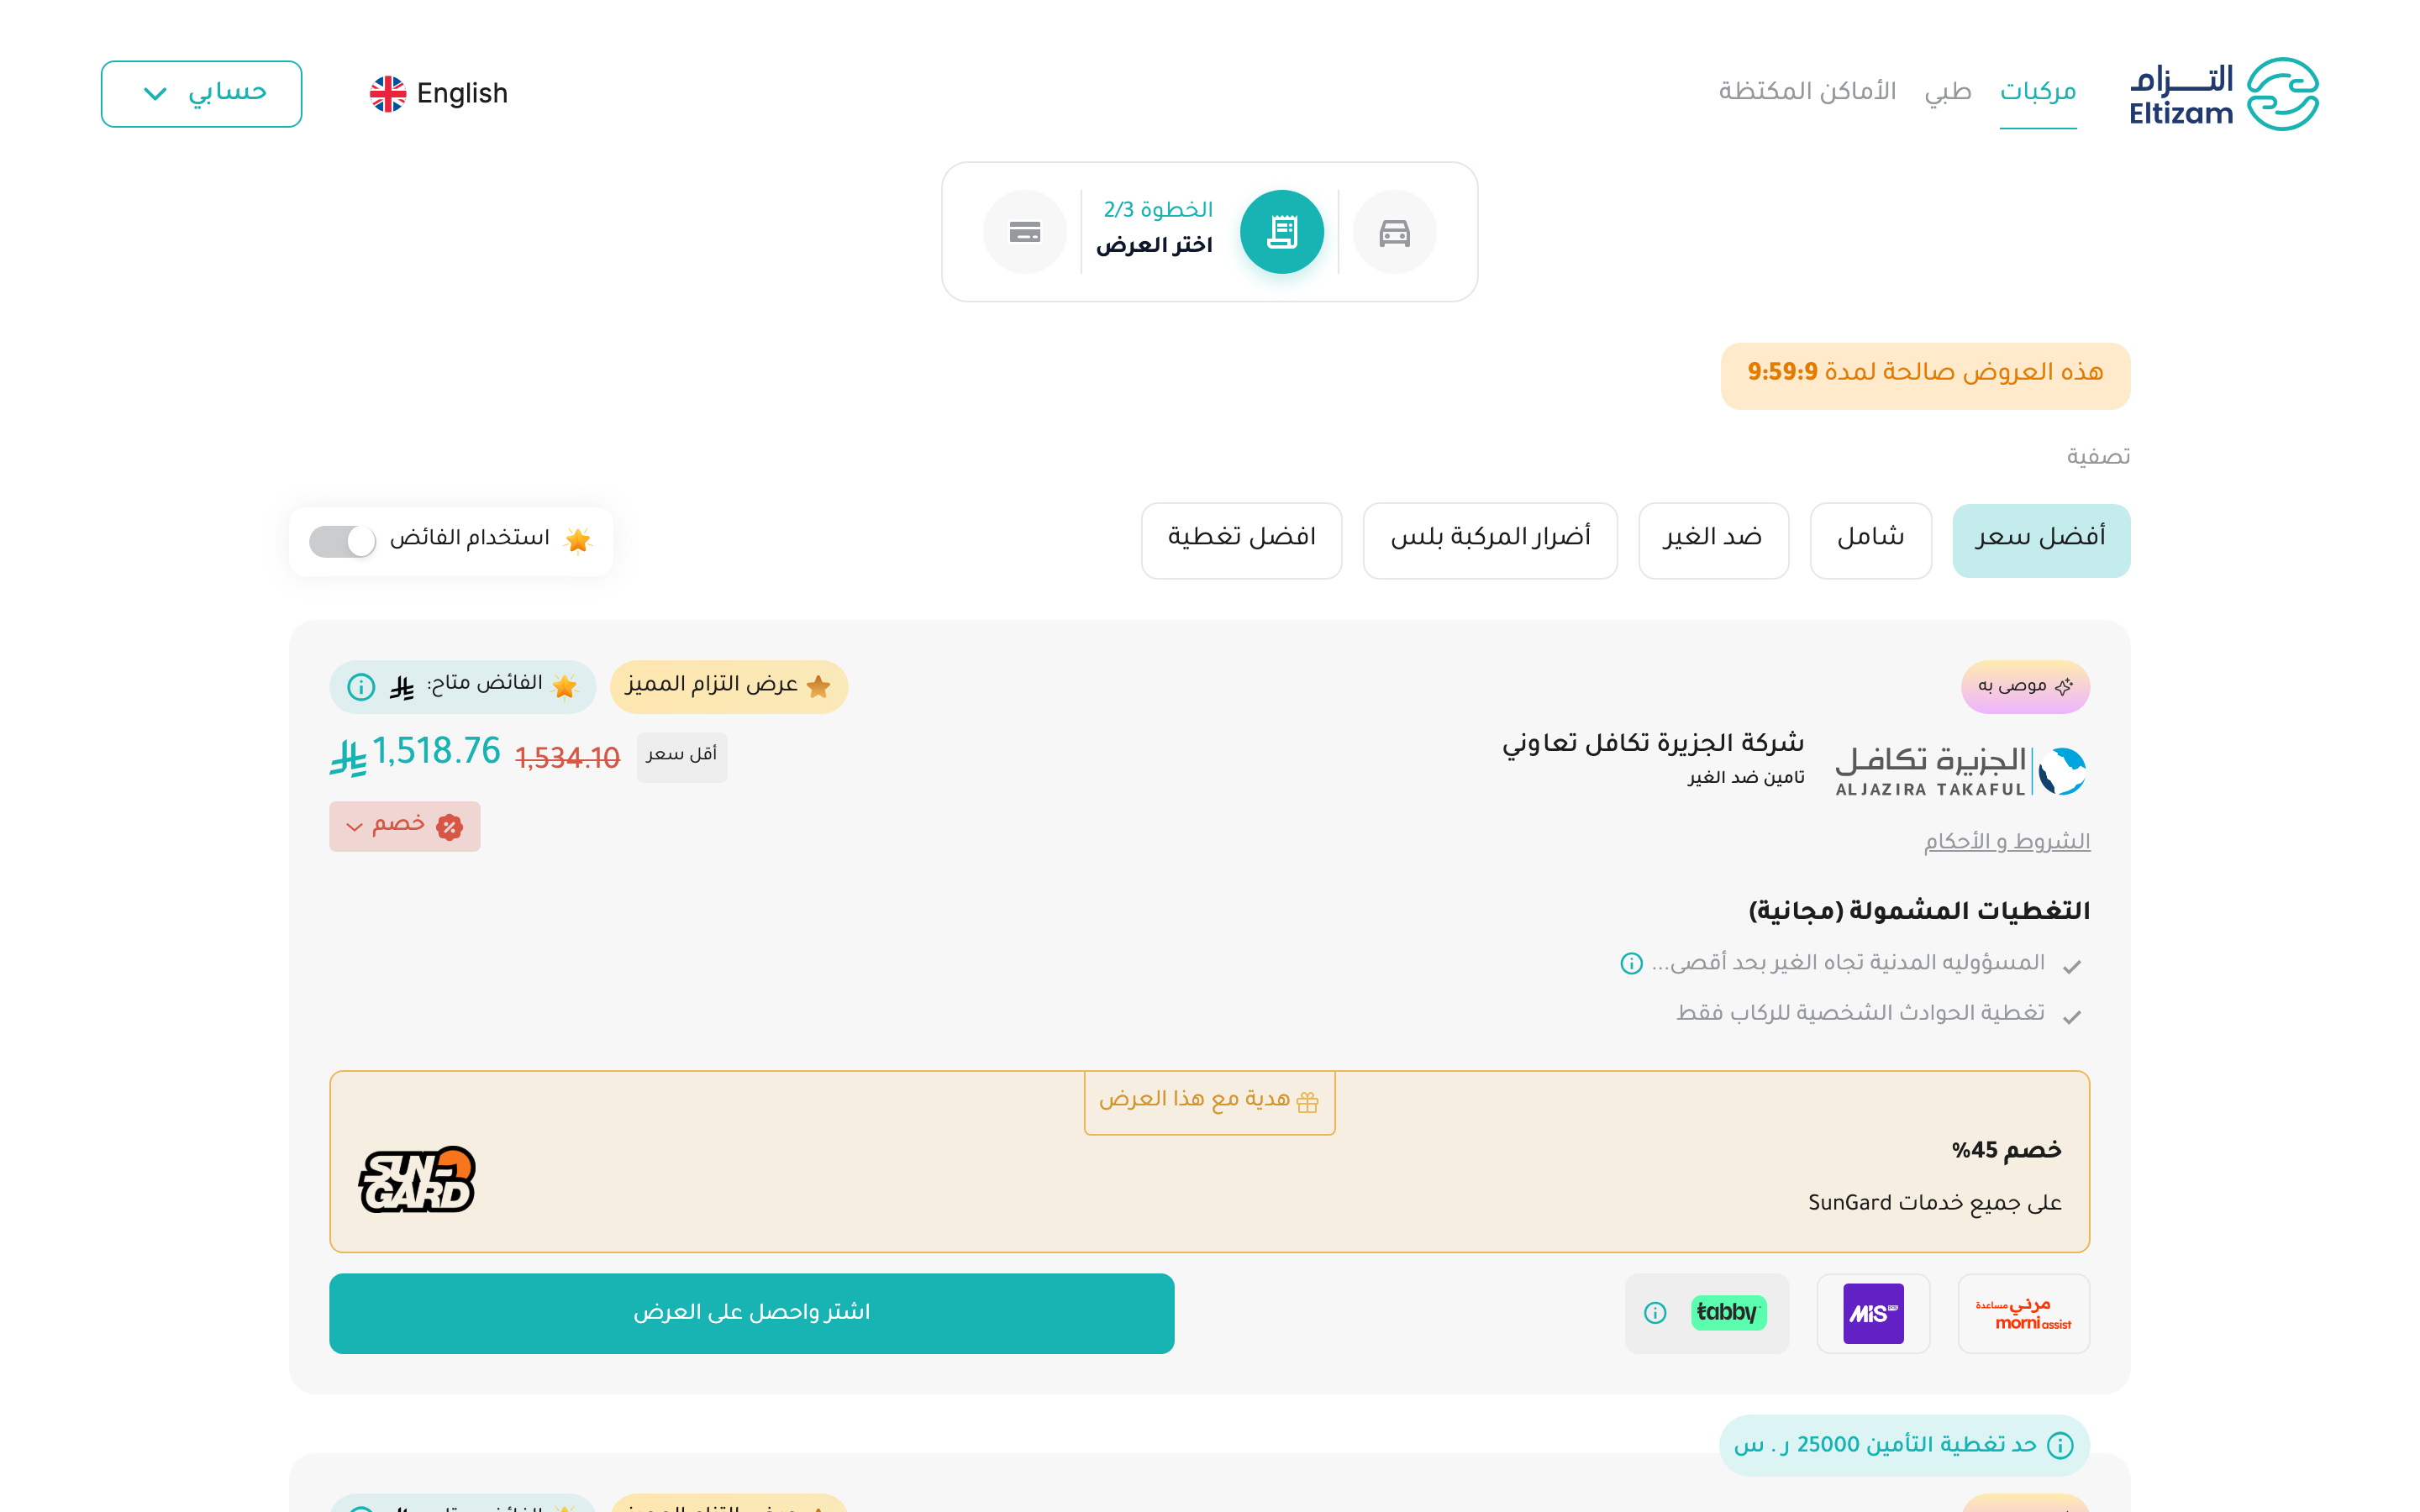 التزام
Eltizam
مركبات
طبي
الأماكن المكتظة
English
حسابي
الخطوة 2/3
اختر العرض
هذه العروض صالحة لمدة 9:59:9
تصفية
أفضل سعر
شامل
ضد الغير
أضرار المركبة بلس
افضل تغطية
استخدام الفائض
موصى به
عرض التزام المميز
الفائض متاح:
الجزيرة تكافل
ALJAZIRA TAKAFUL
شركة الجزيرة تكافل تعاوني
تامين ضد الغير
أقل سعر
1,534.10
1,518.76
خصم
الشروط و الأحكام
التغطيات المشمولة (مجانية)
المسؤوليه المدنية تجاه الغير بحد أقصى...
تغطية الحوادث الشخصية للركاب فقط
هدية مع هذا العرض
خصم 45%
على جميع خدمات SunGard
SUN-GARD
مرني مساعدة
morni assist
MIS
tabby
اشتر واحصل على العرض
حد تغطية التأمين 25000 ر . س